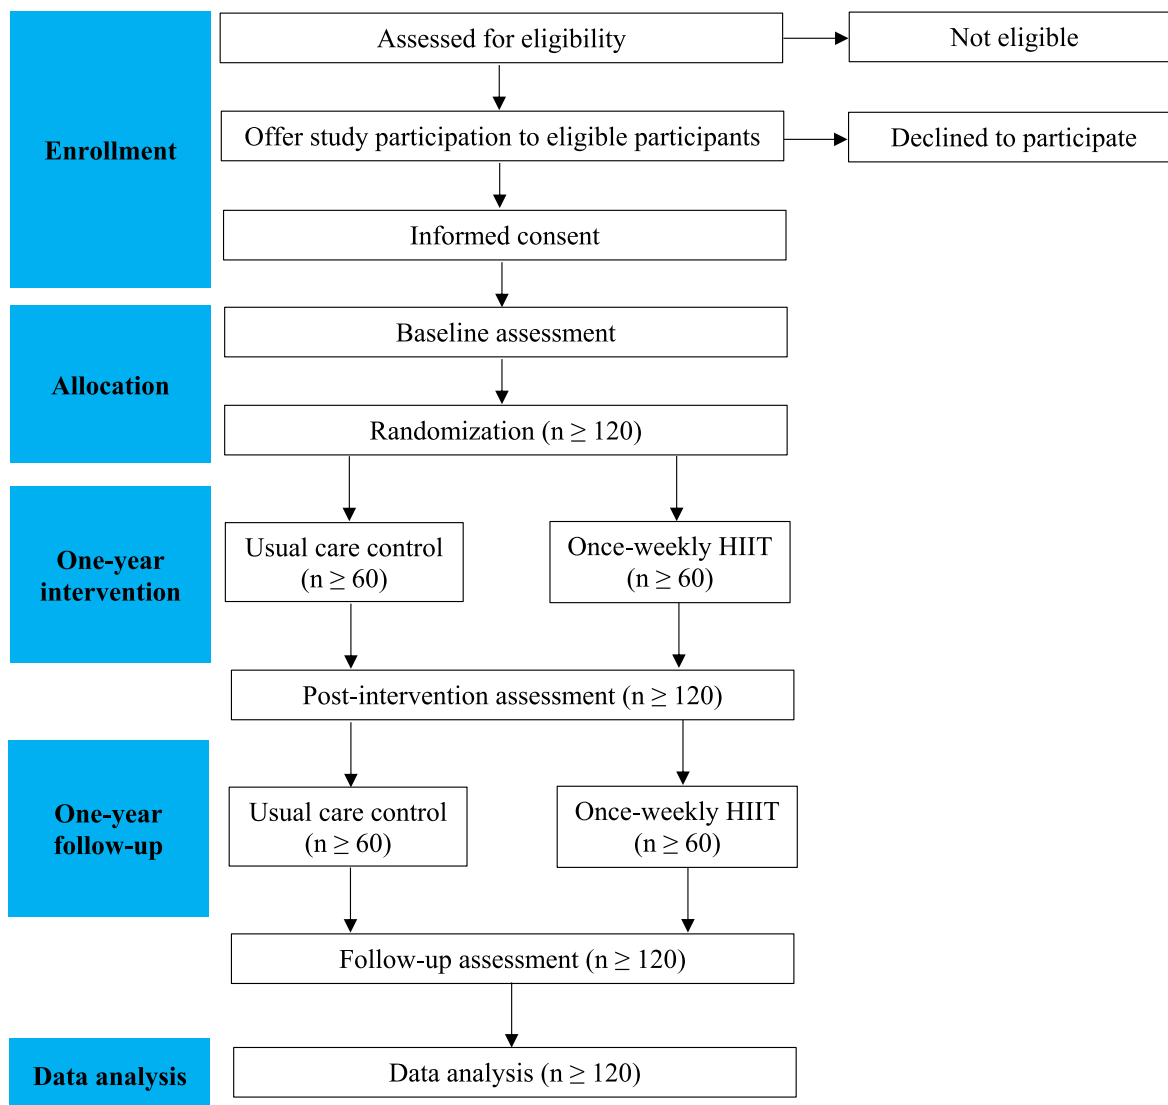 Enrollment
Assessed for eligibility
Not eligible
Offer study participation to eligible participants
Declined to participate
Informed consent
Allocation
Baseline assessment
Randomization (n ≥ 120)
One-year
intervention
Usual care control
(n ≥ 60)
Once-weekly HIIT
(n ≥ 60)
Post-intervention assessment (n ≥ 120)
One-year
follow-up
Usual care control
(n ≥ 60)
Once-weekly HIIT
(n ≥ 60)
Follow-up assessment (n ≥ 120)
Data analysis
Data analysis (n ≥ 120)